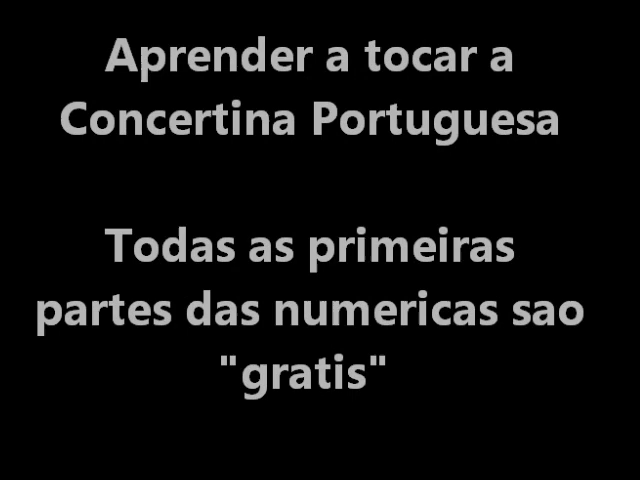 Aprender a tocar a
Concertina Portuguesa
Todas as primeiras
partes das numericas sao
"gratis"